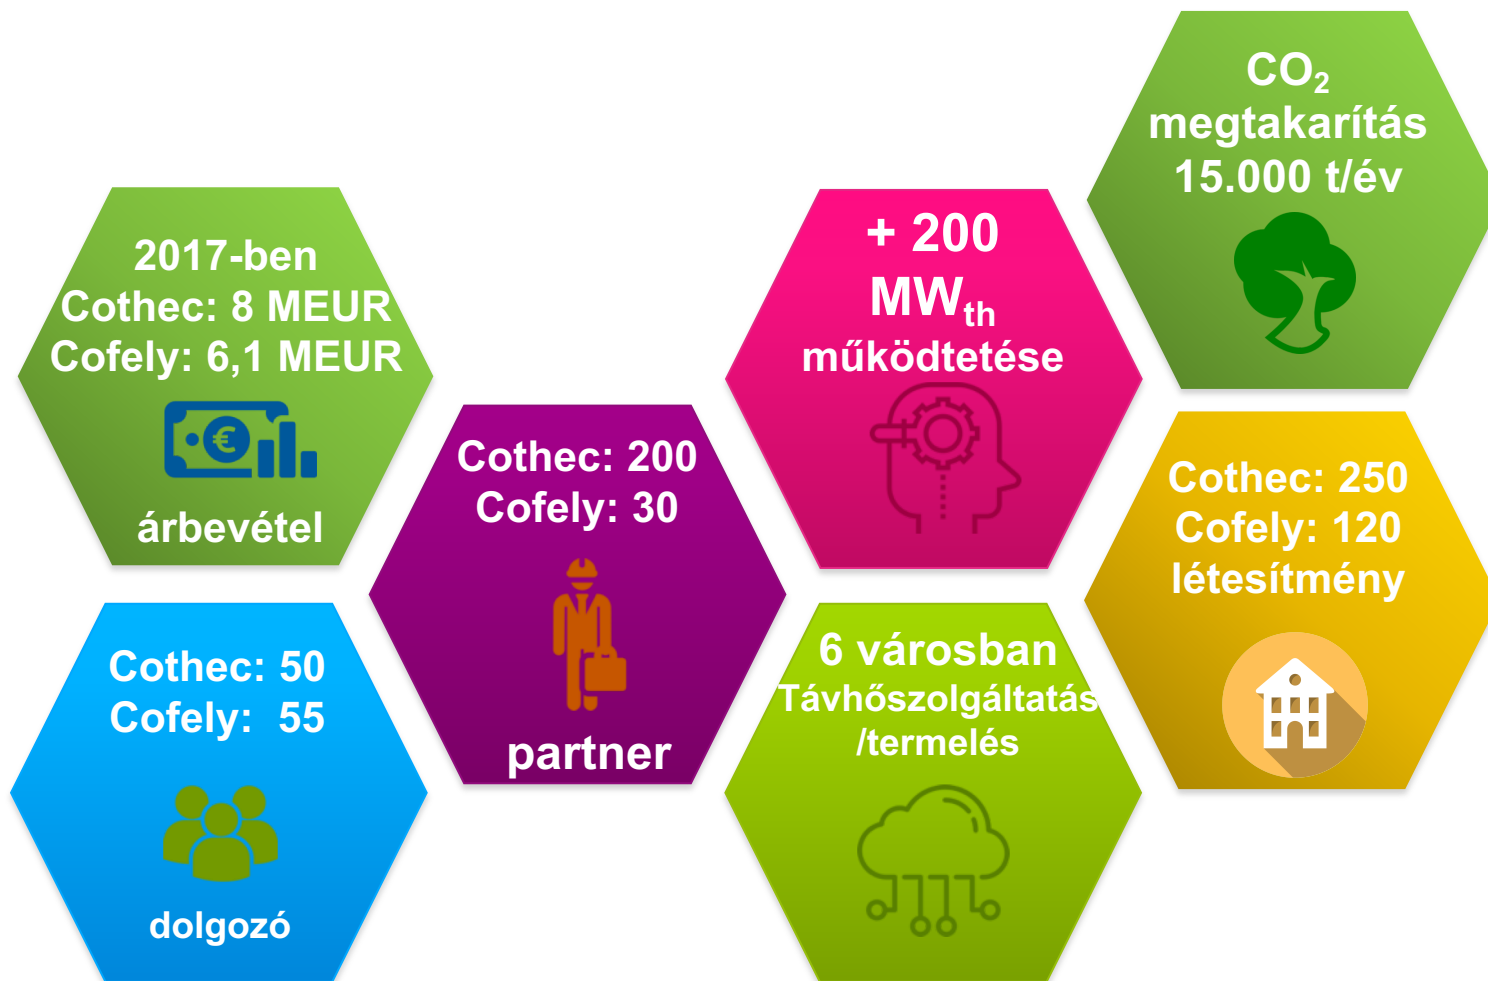 2017-ben
Cothec: 8 MEUR
Cofely: 6,1 MEUR
€
árbevétel
Cothec: 50
Cofely: 55
dolgozó
Cothec: 200
Cofely: 30
partner
+ 200
MWth
működtetése
6 városban
Távhőszolgáltatás
/termelés
CO₂
megtakarítás
15.000 t/év
Cothec: 250
Cofely: 120
létesítmény